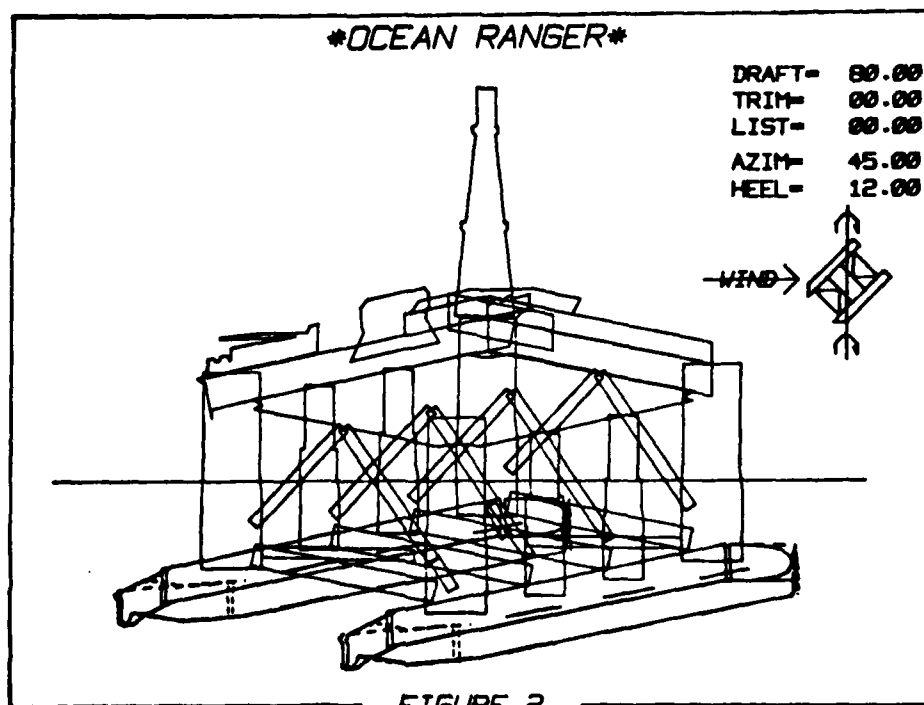 *OCEAN RANGER*
DRAFT= 80.00
TRIM= 00.00
LIST= 00.00
AZIM= 45.00
HEEL= 12.00
WIND
FIGURE 2